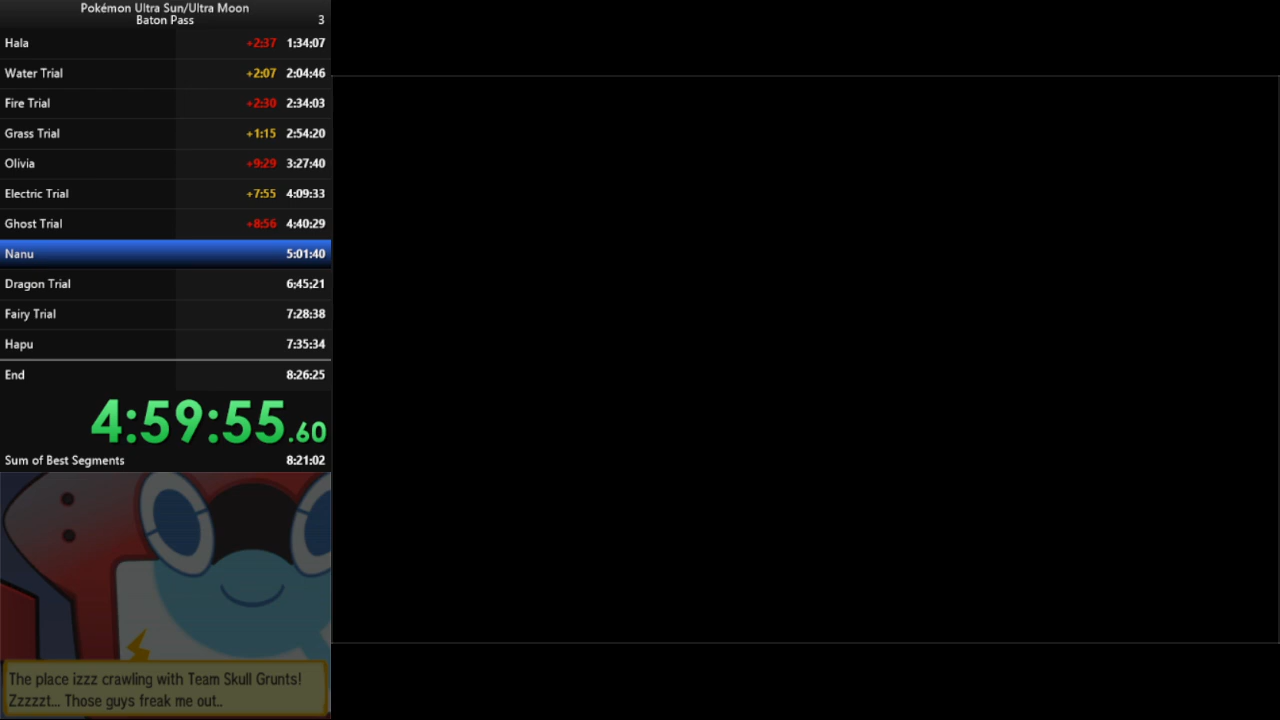 Pokémon Ultra Sun/Ultra Moon
Baton Pass 3
Hala +2:37 1:34:07
Water Trial +2:07 2:04:46
Fire Trial +2:30 2:34:03
Grass Trial +1:15 2:54:20
Olivia +9:29 3:27:40
Electric Trial +7:55 4:09:33
Ghost Trial +8:56 4:40:29
Nanu 5:01:40
Dragon Trial 6:45:21
Fairy Trial 7:28:38
Hapu 7:35:34
End 8:26:25
4:59:55.60
Sum of Best Segments 8:21:02
The place izzz crawling with Team Skull Grunts!
Zzzzzt... Those guys freak me out..